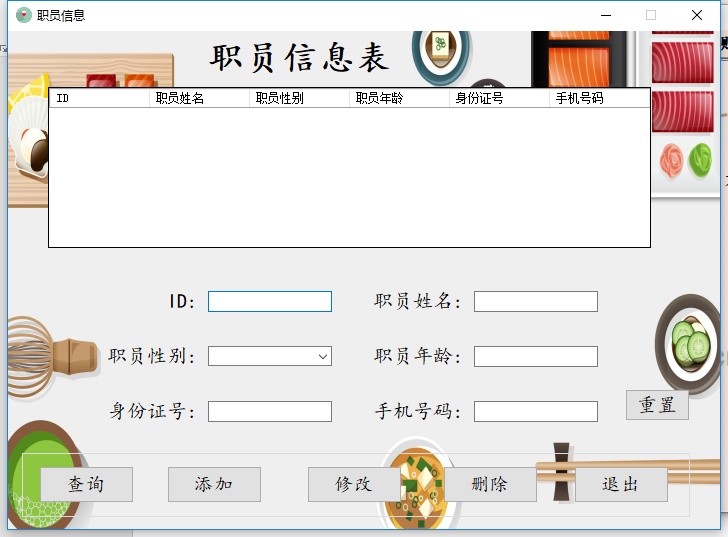 职员信息
职员信息表
ID 职员姓名 职员性别 职员年龄 身份证号 手机号码
ID: 职员姓名:
职员性别: 职员年龄:
身份证号: 手机号码: 重置
查询 添加 修改 删除 退出